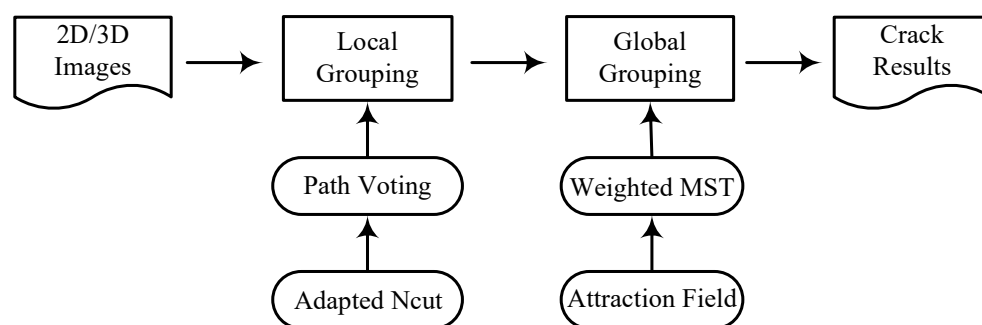 2D/3D
Images
Local
Grouping
Global
Grouping
Crack
Results
Path Voting
Weighted MST
Adapted Ncut
Attraction Field